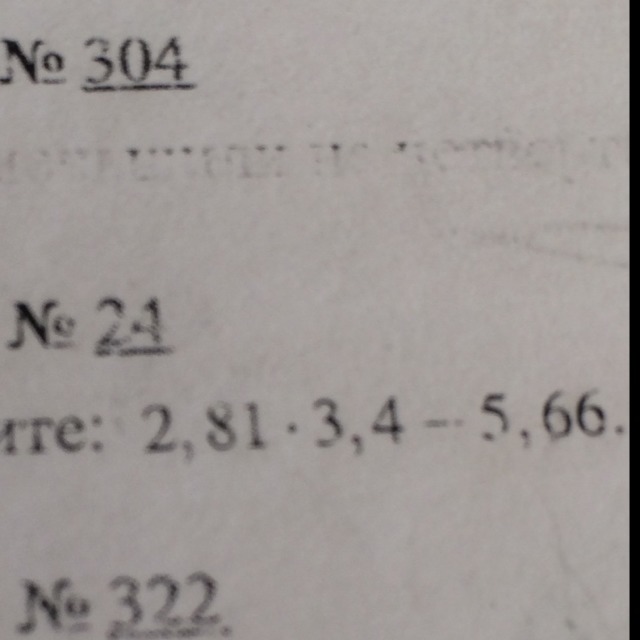 № 304
№ 24
ите: 2,81·3,4 – 5,66.
№ 322